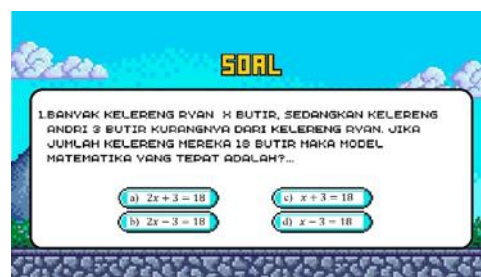 SOAL
1.BANYAK KELERENG RYAN X BUTIR, SEDANGKAN KELERENG
ANDRI 3 BUTIR KURANGNYA DARI KELERENG RYAN. JIKA
JUMLAH KELERENG MEREKA 18 BUTIR MAKA MODEL
MATEMATIKA YANG TEPAT ADALAH?...
a) 2x + 3 = 18
c) x + 3 = 18
b) 2x − 3 = 18
d) x − 3 = 18